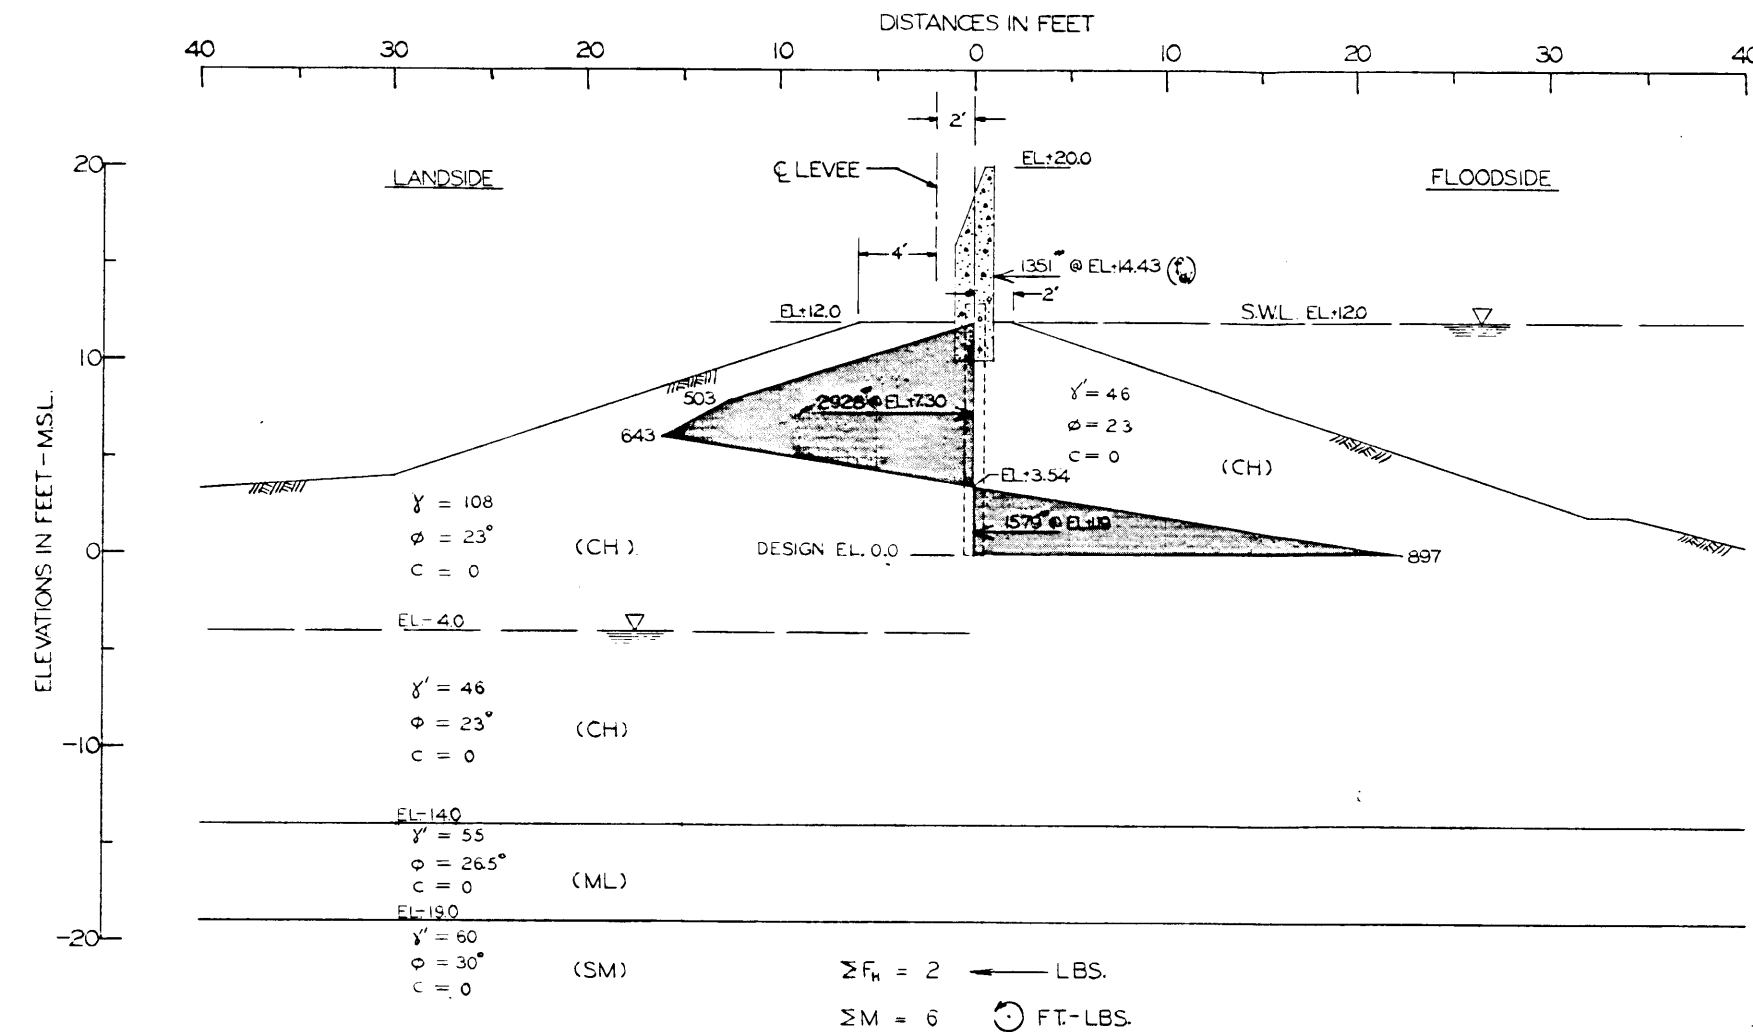 DISTANCES IN FEET
40 30 20 10 0 10 20 30 40
2'
20
LANDSIDE
℄ LEVEE
EL.+20.0
FLOODSIDE
4'
1351# @ EL.+14.43
2'
EL.+12.0
S.W.L. EL.+12.0
10
503
2928# @ EL.+7.30
γ' = 46
φ = 23
C = 0
(CH)
643
EL.+3.54
γ = 108
φ = 23°
C = 0
(CH)
1579# @ EL.+1.19
0
DESIGN EL. 0.0
897
EL.-4.0
γ' = 46
φ = 23°
C = 0
(CH)
-10
EL.-14.0
γ' = 55
φ = 26.5°
C = 0
(ML)
EL.-19.0
-20
γ' = 60
φ = 30°
C = 0
(SM)
ELEVATIONS IN FEET - M.S.L.
ΣFH = 2 LBS.
ΣM = 6 FT.-LBS.